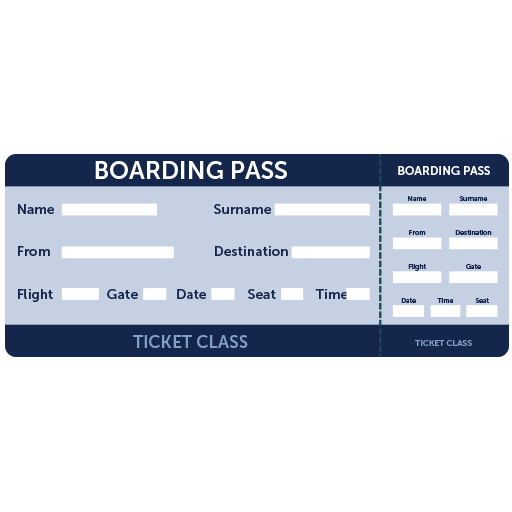 BOARDING PASS
Name Surname
From Destination
Flight Gate Date Seat Time
TICKET CLASS
BOARDING PASS
Name Surname
From Destination
Flight Gate
Date Time Seat
TICKET CLASS